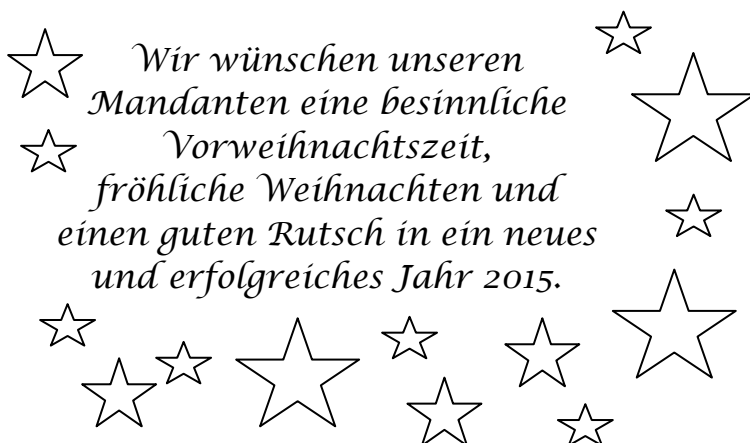 Wir wünschen unseren
Mandanten eine besinnliche
Vorweihnachtszeit,
fröhliche Weihnachten und
einen guten Rutsch in ein neues
und erfolgreiches Jahr 2015.